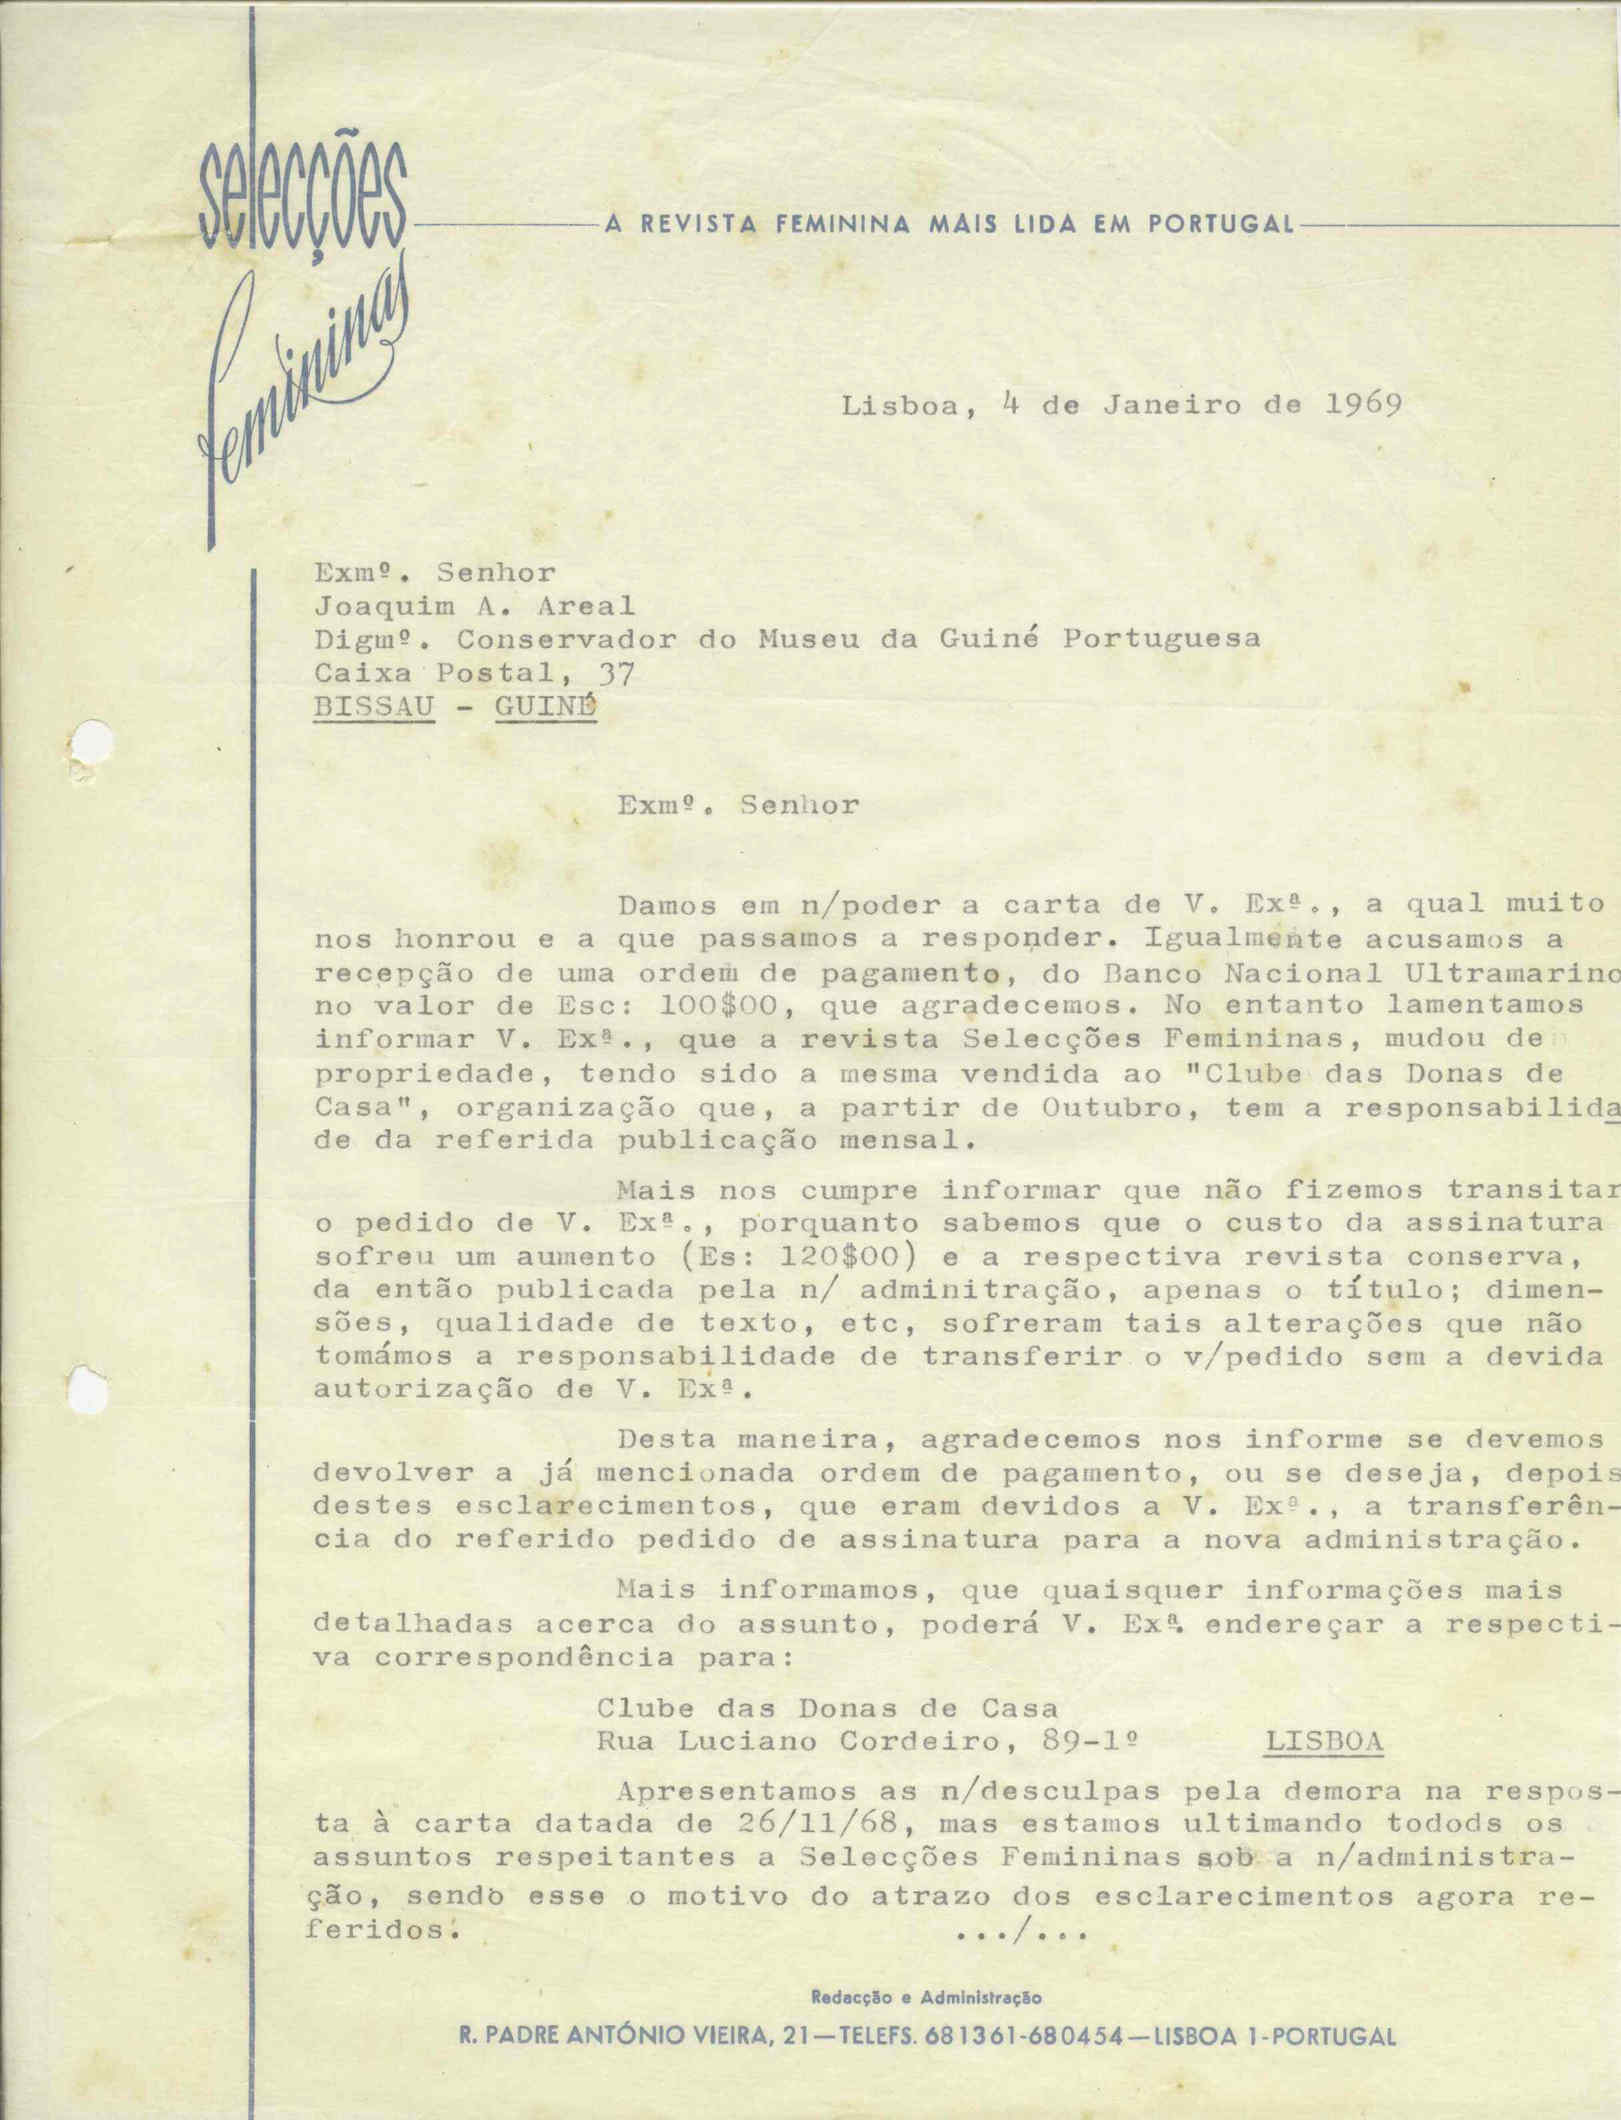 selecções
femininas
A REVISTA FEMININA MAIS LIDA EM PORTUGAL
Lisboa, 4 de Janeiro de 1969
Exmº. Senhor
Joaquim A. Areal
Digmº. Conservador do Museu da Guiné Portuguesa
Caixa Postal, 37
BISSAU - GUINÉ
Exmº. Senhor
Damos em n/poder a carta de V. Exª., a qual muito
nos honrou e a que passamos a responder. Igualmente acusamos a
recepção de uma ordem de pagamento, do Banco Nacional Ultramarino
no valor de Esc: 100$00, que agradecemos. No entanto lamentamos
informar V. Exª., que a revista Selecções Femininas, mudou de
propriedade, tendo sido a mesma vendida ao "Clube das Donas de
Casa", organização que, a partir de Outubro, tem a responsabilida
de da referida publicação mensal.
Mais nos cumpre informar que não fizemos transitar
o pedido de V. Exª., porquanto sabemos que o custo da assinatura
sofreu um aumento (Es: 120$00) e a respectiva revista conserva,
da então publicada pela n/ adminitração, apenas o título; dimen-
sões, qualidade de texto, etc, sofreram tais alterações que não
tomámos a responsabilidade de transferir o v/pedido sem a devida
autorização de V. Exª.
Desta maneira, agradecemos nos informe se devemos
devolver a já mencionada ordem de pagamento, ou se deseja, depois
destes esclarecimentos, que eram devidos a V. Exª., a transferên-
cia do referido pedido de assinatura para a nova administração.
Mais informamos, que quaisquer informações mais
detalhadas acerca do assunto, poderá V. Exª. endereçar a respecti-
va correspondência para:
Clube das Donas de Casa
Rua Luciano Cordeiro, 89-1º LISBOA
Apresentamos as n/desculpas pela demora na respos-
ta à carta datada de 26/11/68, mas estamos ultimando todods os
assuntos respeitantes a Selecções Femininas sob a n/administra-
ção, sendo esse o motivo do atrazo dos esclarecimentos agora re-
feridos. .../...
Redacção e Administração
R. PADRE ANTÓNIO VIEIRA, 21—TELEFS. 681361-680454—LISBOA 1-PORTUGAL